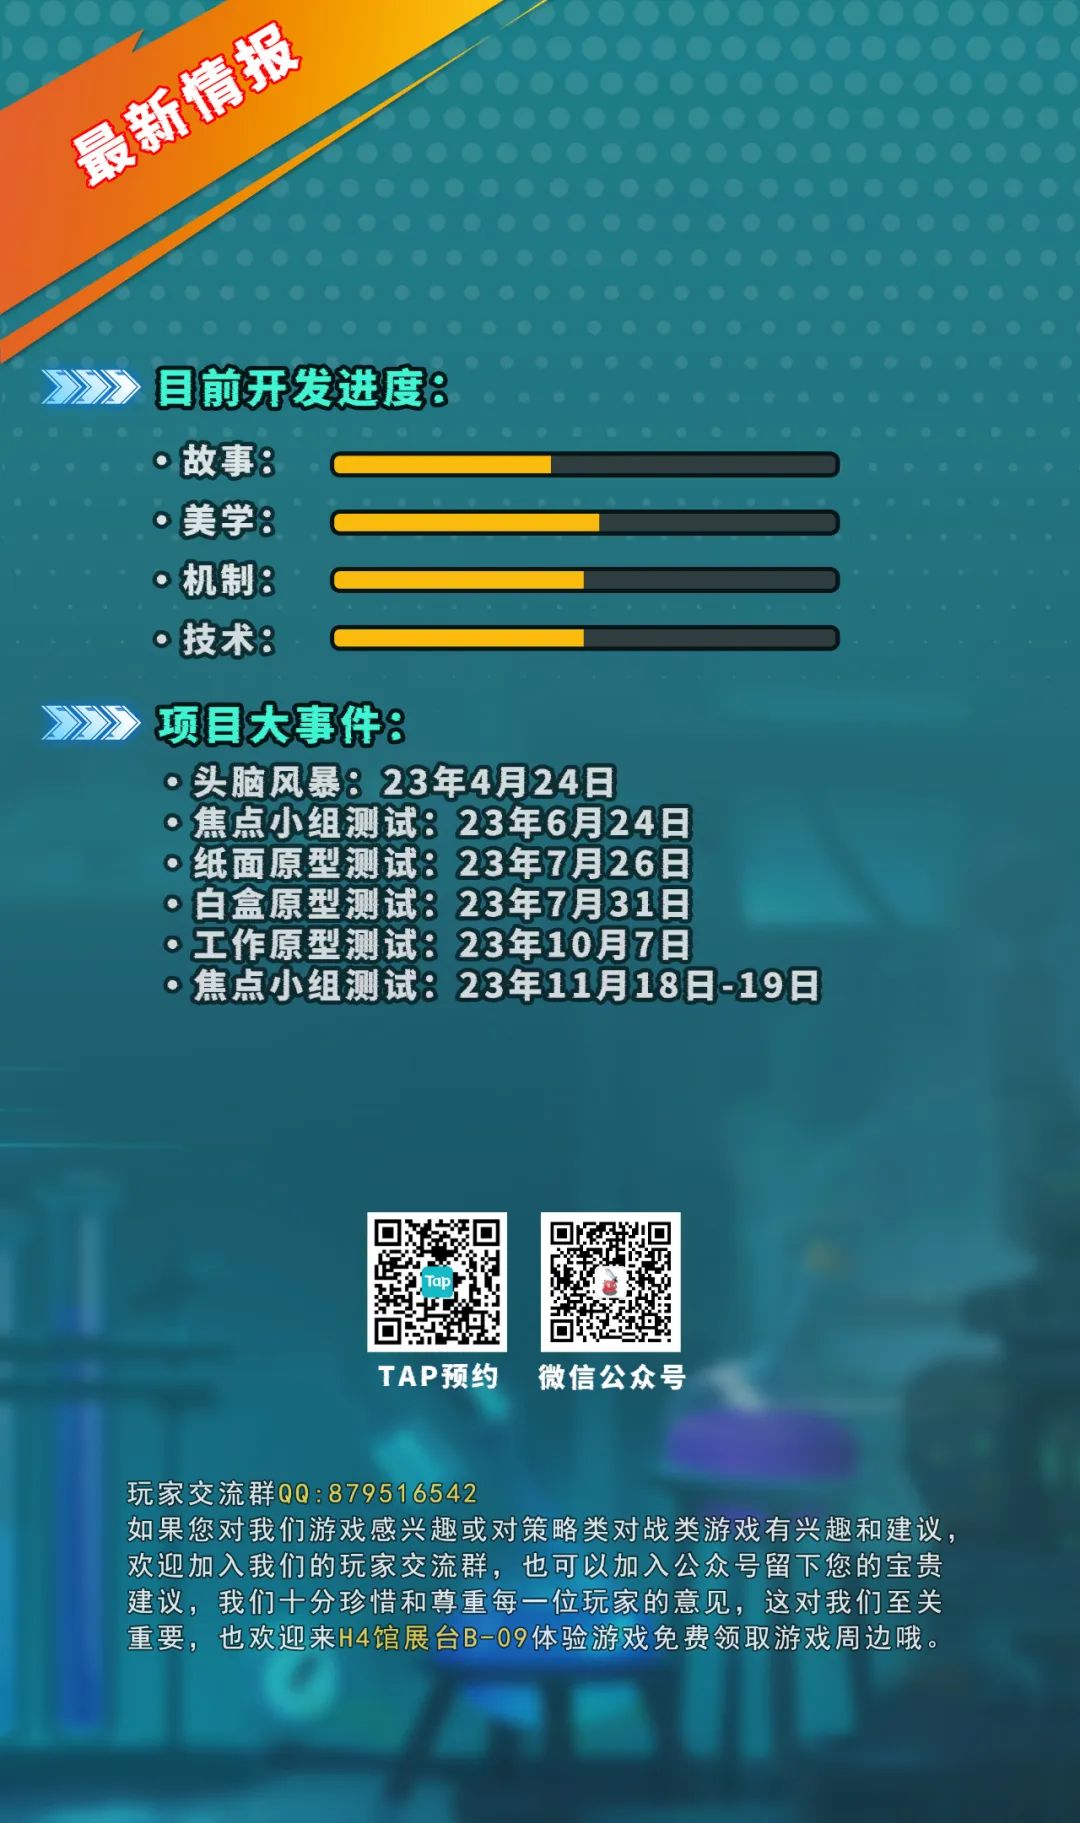 最新情报
目前开发进度：
• 故事：
• 美学：
• 机制：
• 技术：
项目大事件：
• 头脑风暴：23年4月24日
• 焦点小组测试：23年6月24日
• 纸面原型测试：23年7月26日
• 白盒原型测试：23年7月31日
• 工作原型测试：23年10月7日
• 焦点小组测试：23年11月18日-19日
Tap
TAP预约 微信公众号
玩家交流群QQ:879516542
如果您对我们游戏感兴趣或对策略类对战类游戏有兴趣和建议，
欢迎加入我们的玩家交流群，也可以加入公众号留下您的宝贵
建议，我们十分珍惜和尊重每一位玩家的意见，这对我们至关
重要，也欢迎来H4馆展台B-09体验游戏免费领取游戏周边哦。